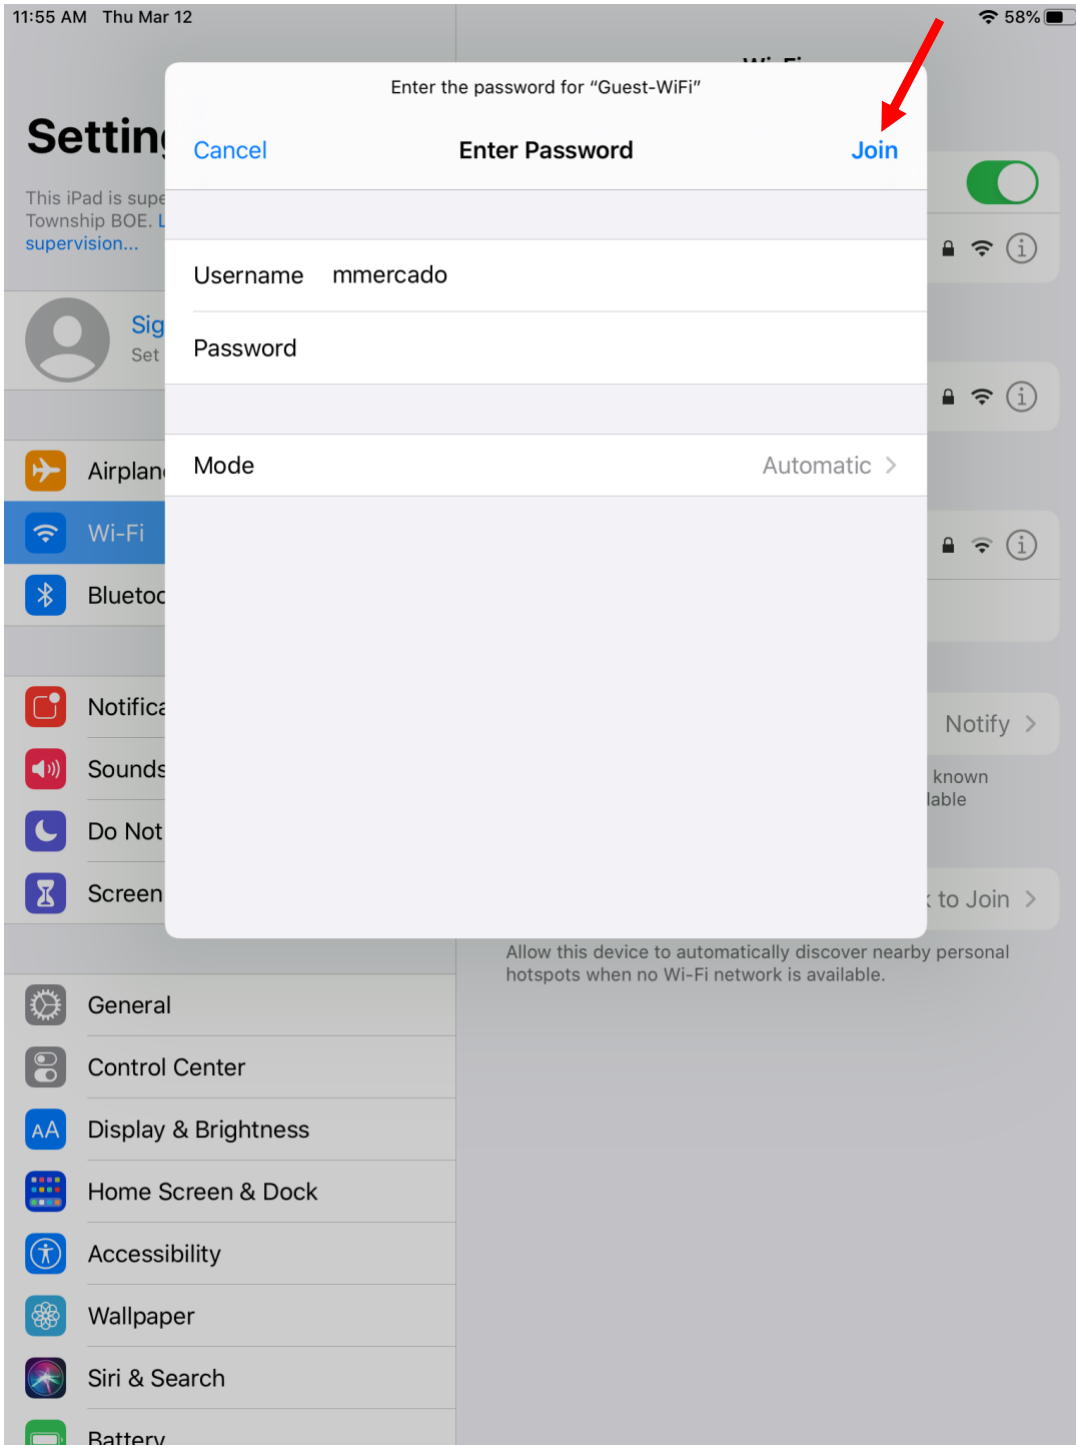 11:55 AM Thu Mar 12
58%
Enter the password for “Guest-WiFi”
Cancel
Enter Password
Join
Username mmercado
Password
Mode
Automatic
Settin
This iPad is supe
Township BOE. L
supervision...
Sig
Set
Airplan
Wi-Fi
Bluetoo
Notifica
Sounds
Do Not
Screen
General
Control Center
Display & Brightness
Home Screen & Dock
Accessibility
Wallpaper
Siri & Search
Battery
Wi-Fi
Notify
known
lable
to Join
Allow this device to automatically discover nearby personal
hotspots when no Wi-Fi network is available.